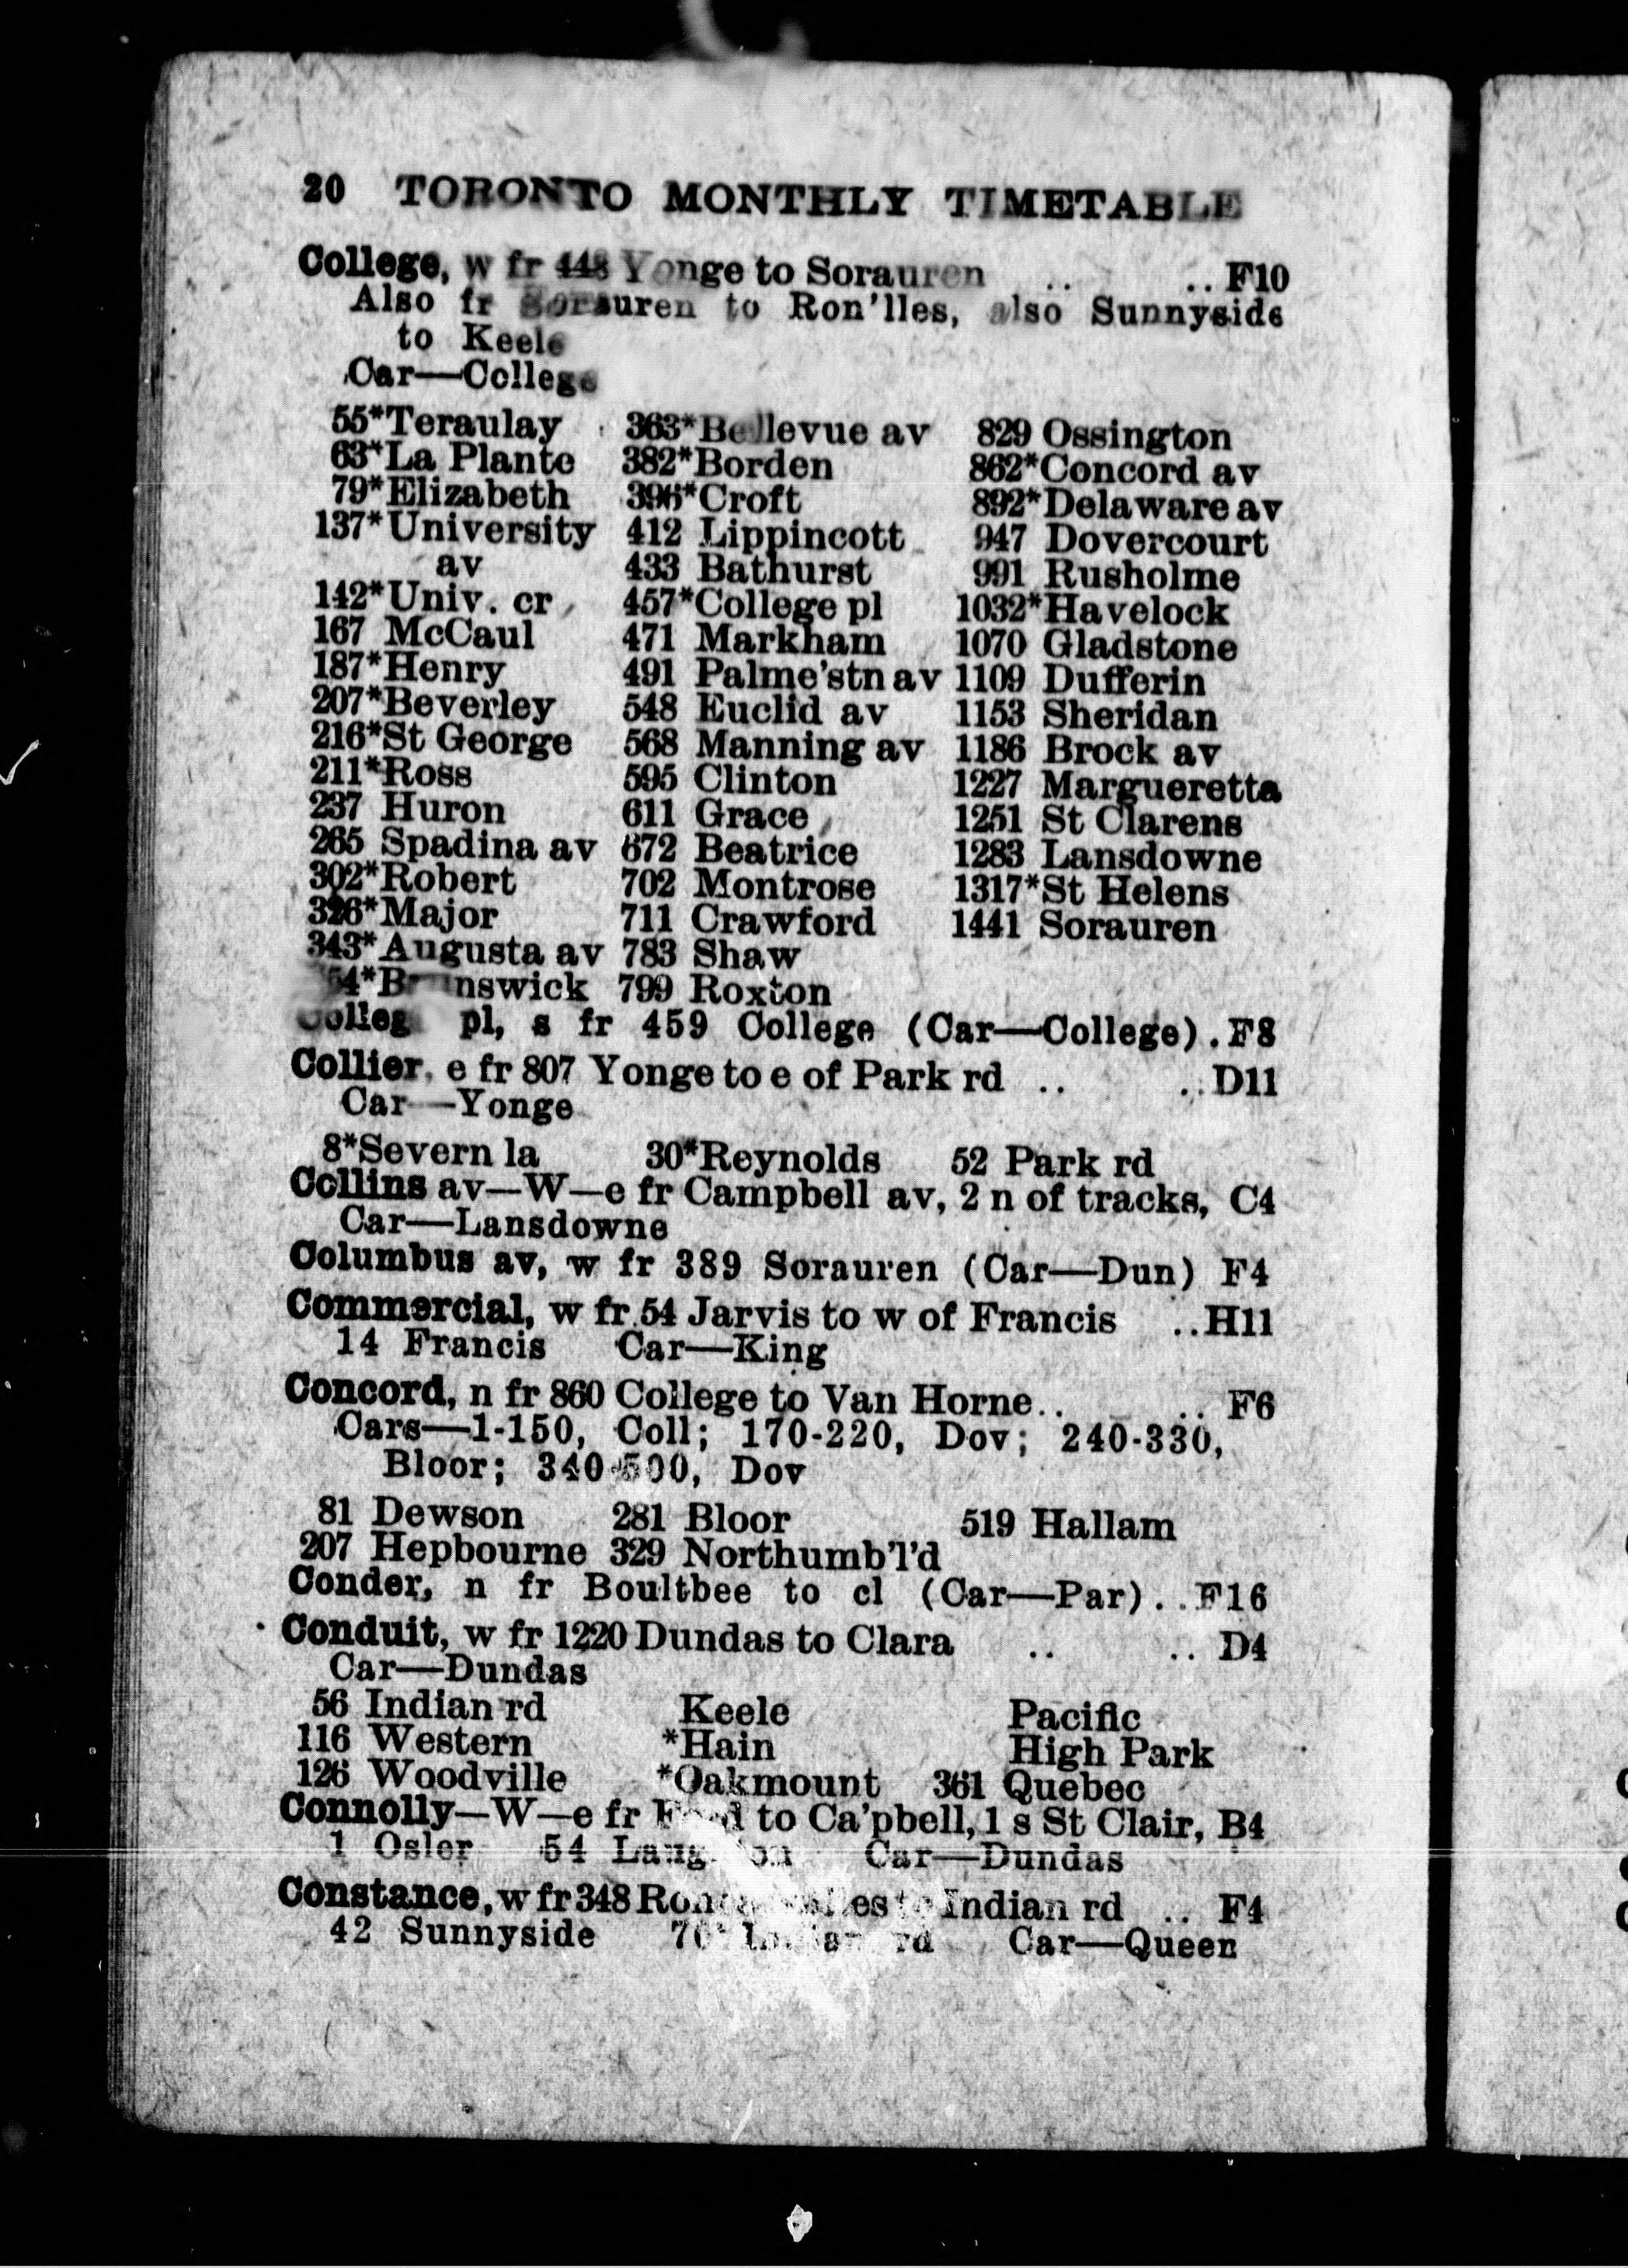 20 TORONTO MONTHLY TIMETABLE
College, w fr 448 Yonge to Sorauren .. .. F10
Also fr Sorauren to Ron'lles, also Sunnyside
to Keele
Car—College
55*Teraulay 363*Bellevue av 829 Ossington
63*La Plante 382*Borden 862*Concord av
79*Elizabeth 396*Croft 892*Delaware av
137*University 412 Lippincott 947 Dovercourt
av 433 Bathurst 991 Rusholme
142*Univ. cr 457*College pl 1032*Havelock
167 McCaul 471 Markham 1070 Gladstone
187*Henry 491 Palme'stn av 1109 Dufferin
207*Beverley 548 Euclid av 1153 Sheridan
216*St George 568 Manning av 1186 Brock av
211*Ross 595 Clinton 1227 Margueretta
237 Huron 611 Grace 1251 St Clarens
265 Spadina av 672 Beatrice 1283 Lansdowne
302*Robert 702 Montrose 1317*St Helens
326*Major 711 Crawford 1441 Sorauren
343*Augusta av 783 Shaw
Brunswick 799 Roxton
College pl, s fr 459 College (Car—College). F8
Collier, e fr 807 Yonge to e of Park rd .. .. D11
Car—Yonge
8*Severn la 30*Reynolds 52 Park rd
Collins av—W—e fr Campbell av, 2 n of tracks, C4
Car—Lansdowne
Columbus av, w fr 389 Sorauren (Car—Dun) F4
Commercial, w fr 54 Jarvis to w of Francis .. H11
14 Francis Car—King
Concord, n fr 860 College to Van Horne .. .. F6
Cars—1-150, Coll; 170-220, Dov; 240-330,
Bloor; 340-500, Dov
81 Dewson 281 Bloor 519 Hallam
207 Hepbourne 329 Northumb'l'd
Conder, n fr Boultbee to cl (Car—Par) .. F16
Conduit, w fr 1220 Dundas to Clara .. .. D4
Car—Dundas
56 Indian rd Keele Pacific
116 Western *Hain High Park
126 Woodville *Oakmount 361 Quebec
Connolly—W—e fr to Ca'pbell, 1 s St Clair, B4
1 Osler 54 Car—Dundas
Constance, w fr 348 Roncesvalles to Indian rd .. F4
42 Sunnyside Indian rd Car—Queen